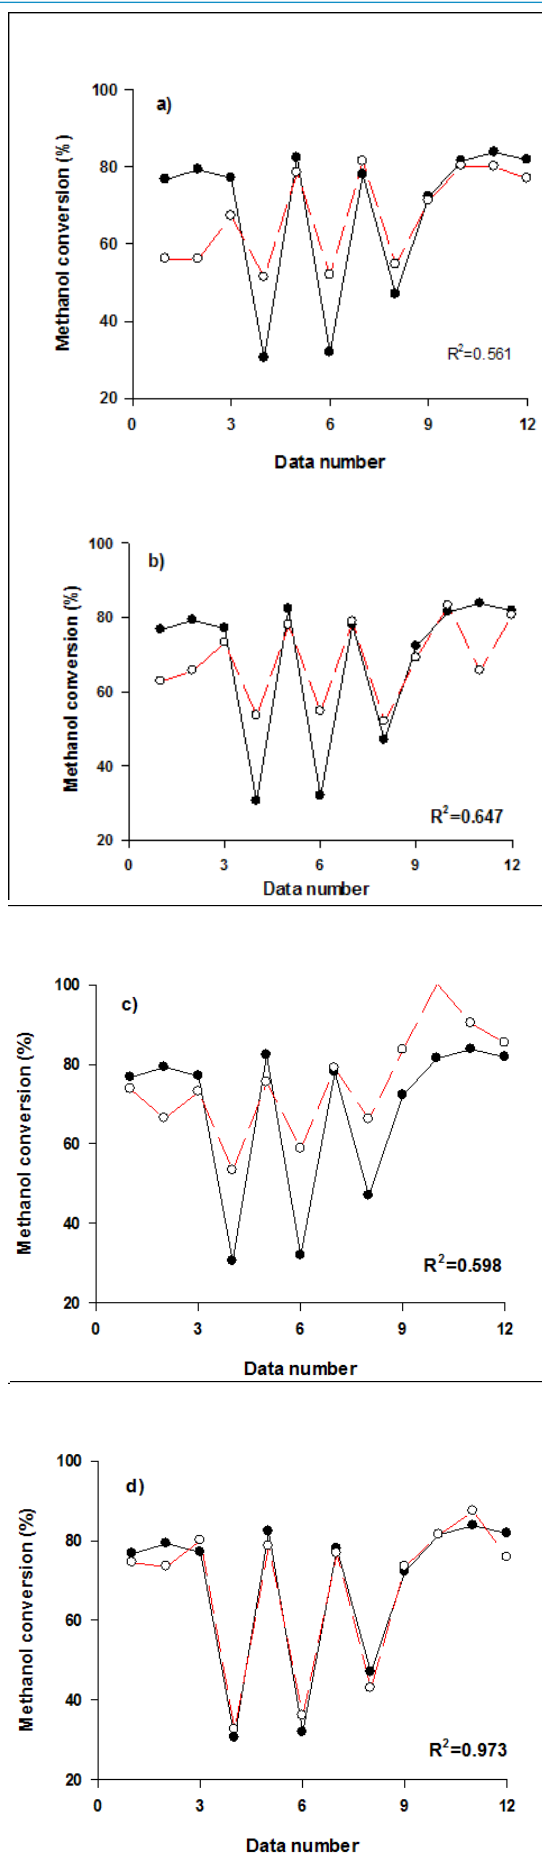 a)
100
80
60
40
20
Methanol conversion (%)
R²=0.561
0 3 6 9 12
Data number
b)
100
80
60
40
20
Methanol conversion (%)
R²=0.647
0 3 6 9 12
Data number
c)
100
80
60
40
20
Methanol conversion (%)
R²=0.598
0 3 6 9 12
Data number
d)
100
80
60
40
20
Methanol conversion (%)
R²=0.973
0 3 6 9 12
Data number